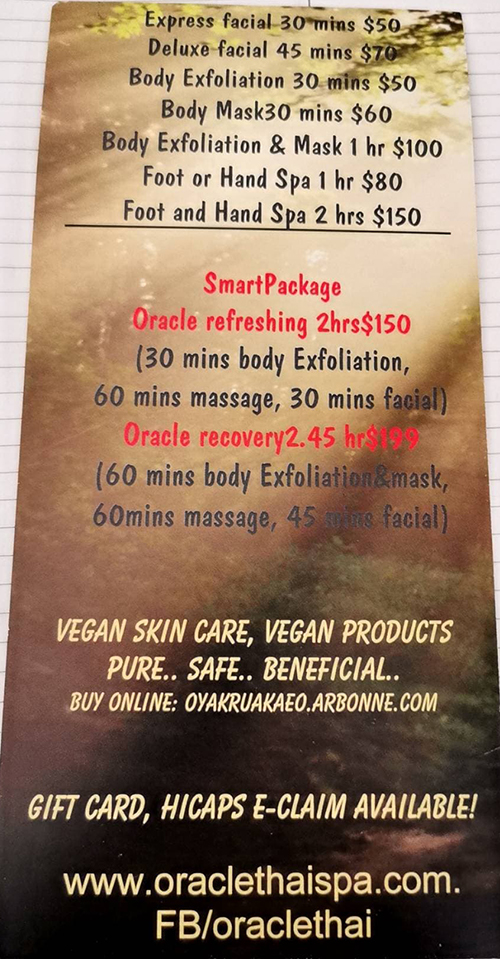 Express facial 30 mins $50
Deluxe facial 45 mins $70
Body Exfoliation 30 mins $50
Body Mask30 mins $60
Body Exfoliation & Mask 1 hr $100
Foot or Hand Spa 1 hr $80
Foot and Hand Spa 2 hrs $150
SmartPackage
Oracle refreshing 2hrs$150
(30 mins body Exfoliation,
60 mins massage, 30 mins facial)
Oracle recovery2.45 hr$199
(60 mins body Exfoliation&mask,
60mins massage, 45 mins facial)
VEGAN SKIN CARE, VEGAN PRODUCTS
PURE.. SAFE.. BENEFICIAL..
BUY ONLINE: OYAKRUAKAEO.ARBONNE.COM
GIFT CARD, HICAPS E-CLAIM AVAILABLE!
www.oraclethaispa.com.
FB/oraclethai